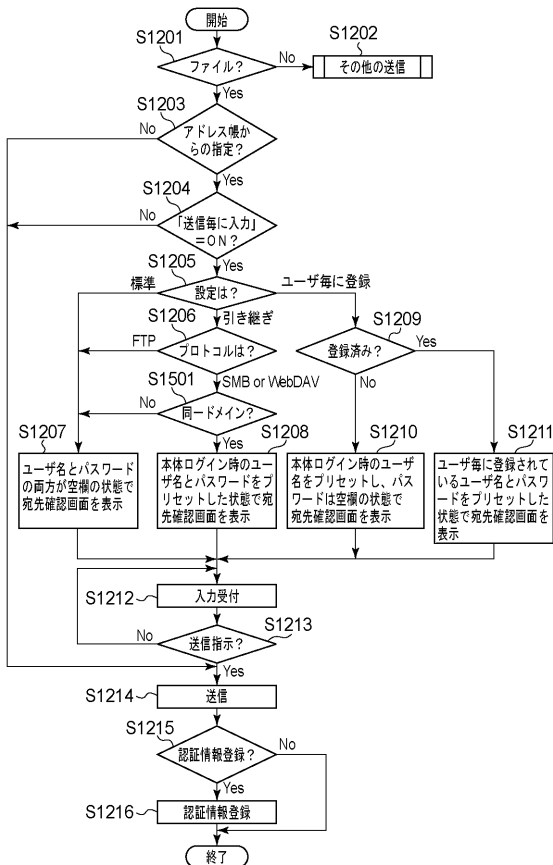 開始
S1201
ファイル?
No
S1202
その他の送信
Yes
S1203
No
アドレス帳か
らの指定?
Yes
S1204
No
「送信毎に入力」
=ON?
Yes
S1205
標準
設定は?
ユーザ毎に登録
引き継ぎ
S1206
FTP
プロトコルは?
SMB or WebDAV
S1209
登録済み?
Yes
No
S1501
No
同一ドメイン?
Yes
S1207
ユーザ名とパスワード
の両方が空欄の状態で
宛先確認画面を表示
S1208
本体ログイン時のユー
ザ名とパスワードをプ
リセットした状態で宛
先確認画面を表示
S1210
本体ログイン時のユーザ
名をプリセットし、パスワ
ードは空欄の状態で
宛先確認画面を表示
S1211
ユーザ毎に登録されて
いるユーザ名とパスワ
ードをプリセットした
状態で宛先確認画面を
表示
S1212
入力受付
S1213
No
送信指示?
Yes
S1214
送信
S1215
認証情報登録?
No
Yes
S1216
認証情報登録
終了